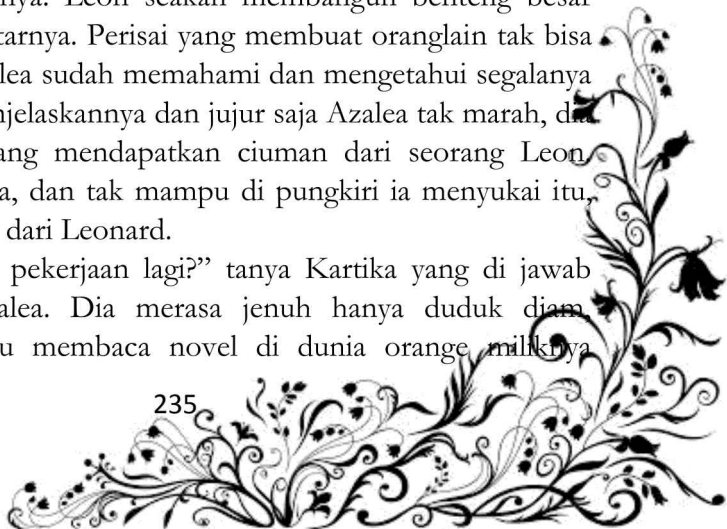 nya. Leon seakan membangun benteng besar
tarnya. Perisai yang membuat oranglain tak bisa
lea sudah memahami dan mengetahui segalanya
njelaskannya dan jujur saja Azalea tak marah, dia
ang mendapatkan ciuman dari seorang Leon,
a, dan tak mampu di pungkiri ia menyukai itu,
dari Leonard.
pekerjaan lagi?” tanya Kartika yang di jawab
alea. Dia merasa jenuh hanya duduk diam,
u membaca novel di dunia orange miliknya
235